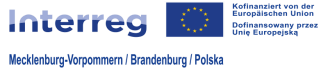 Interreg
Kofinanziert von der
Europäischen Union
Dofinansowany przez
Unię Europejską
Mecklenburg-Vorpommern / Brandenburg / Polska